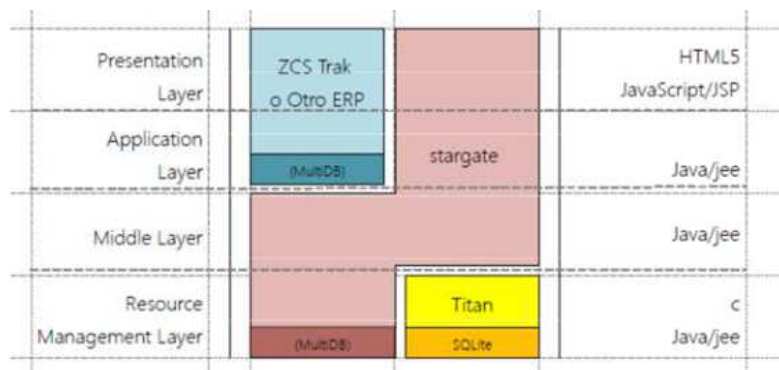 Presentation
Layer
ZCS Trak
o Otro ERP
HTML5
JavaScript/JSP
Application
Layer
(MultiDB)
stargate
Java/jee
Middle Layer
Java/jee
Resource
Management Layer
(MultiDB)
Titan
SQLite
c
Java/jee